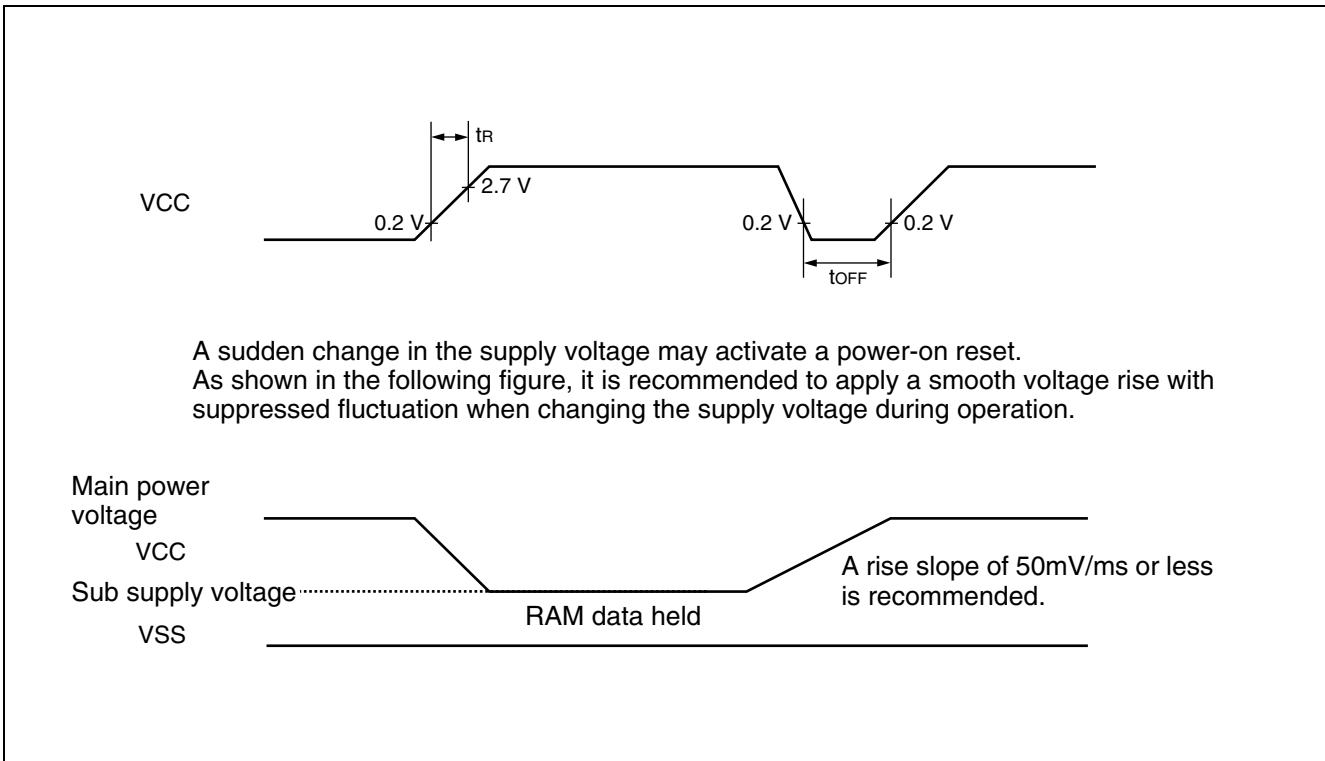 tR
2.7 V
VCC
0.2 V
0.2 V
0.2 V
tOFF
A sudden change in the supply voltage may activate a power-on reset.
As shown in the following figure, it is recommended to apply a smooth voltage rise with
suppressed fluctuation when changing the supply voltage during operation.
Main power
voltage
VCC
Sub supply voltage
VSS
RAM data held
A rise slope of 50mV/ms or less
is recommended.